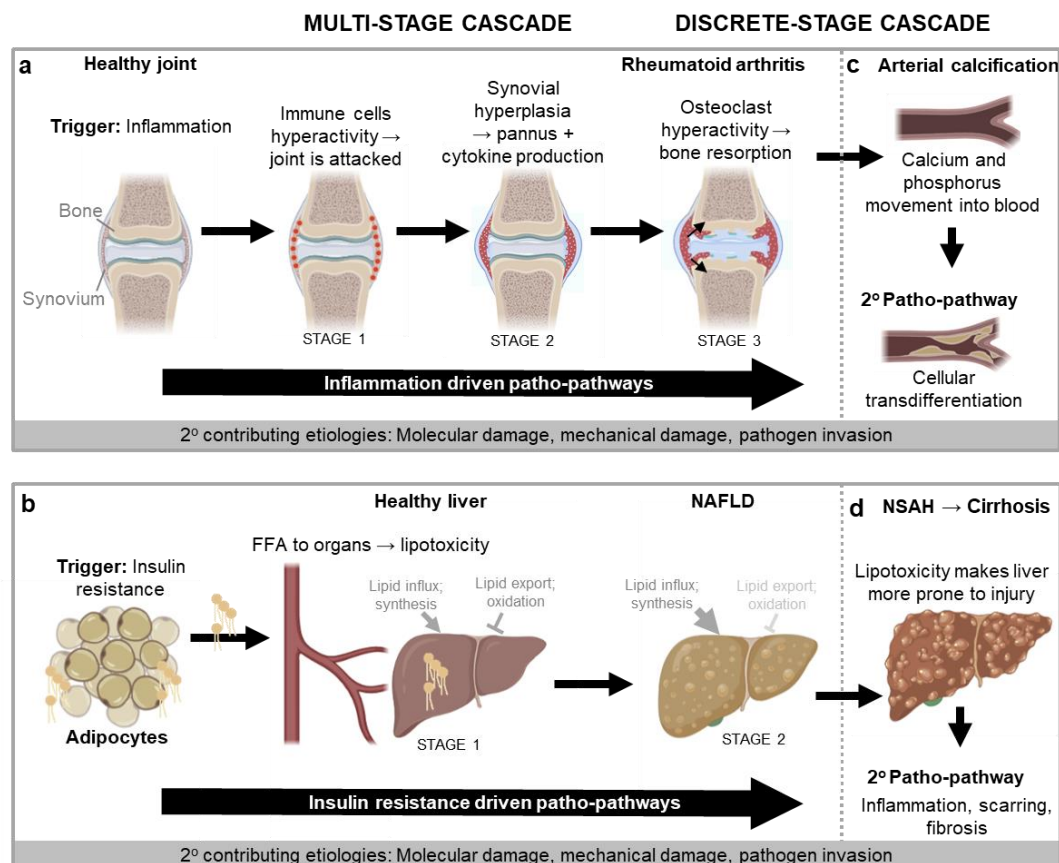 MULTI-STAGE CASCADE
DISCRETE-STAGE CASCADE
a
Healthy joint
Trigger: Inflammation
Bone
Synovium
Immune cells
hyperactivity →
joint is attacked
STAGE 1
Synovial
hyperplasia
→ pannus +
cytokine production
STAGE 2
Rheumatoid arthritis
Osteoclast
hyperactivity →
bone resorption
STAGE 3
Inflammation driven patho-pathways
c
Arterial calcification
Calcium and
phosphorus
movement into blood
2º Patho-pathway
Cellular
transdifferentiation
2º contributing etiologies: Molecular damage, mechanical damage, pathogen invasion
b
Trigger: Insulin
resistance
Adipocytes
Healthy liver
FFA to organs → lipotoxicity
Lipid influx;
synthesis
Lipid export;
oxidation
STAGE 1
NAFLD
Lipid influx;
synthesis
Lipid export;
oxidation
STAGE 2
Insulin resistance driven patho-pathways
d
NSAH → Cirrhosis
Lipotoxicity makes liver
more prone to injury
2º Patho-pathway
Inflammation, scarring,
fibrosis
2º contributing etiologies: Molecular damage, mechanical damage, pathogen invasion